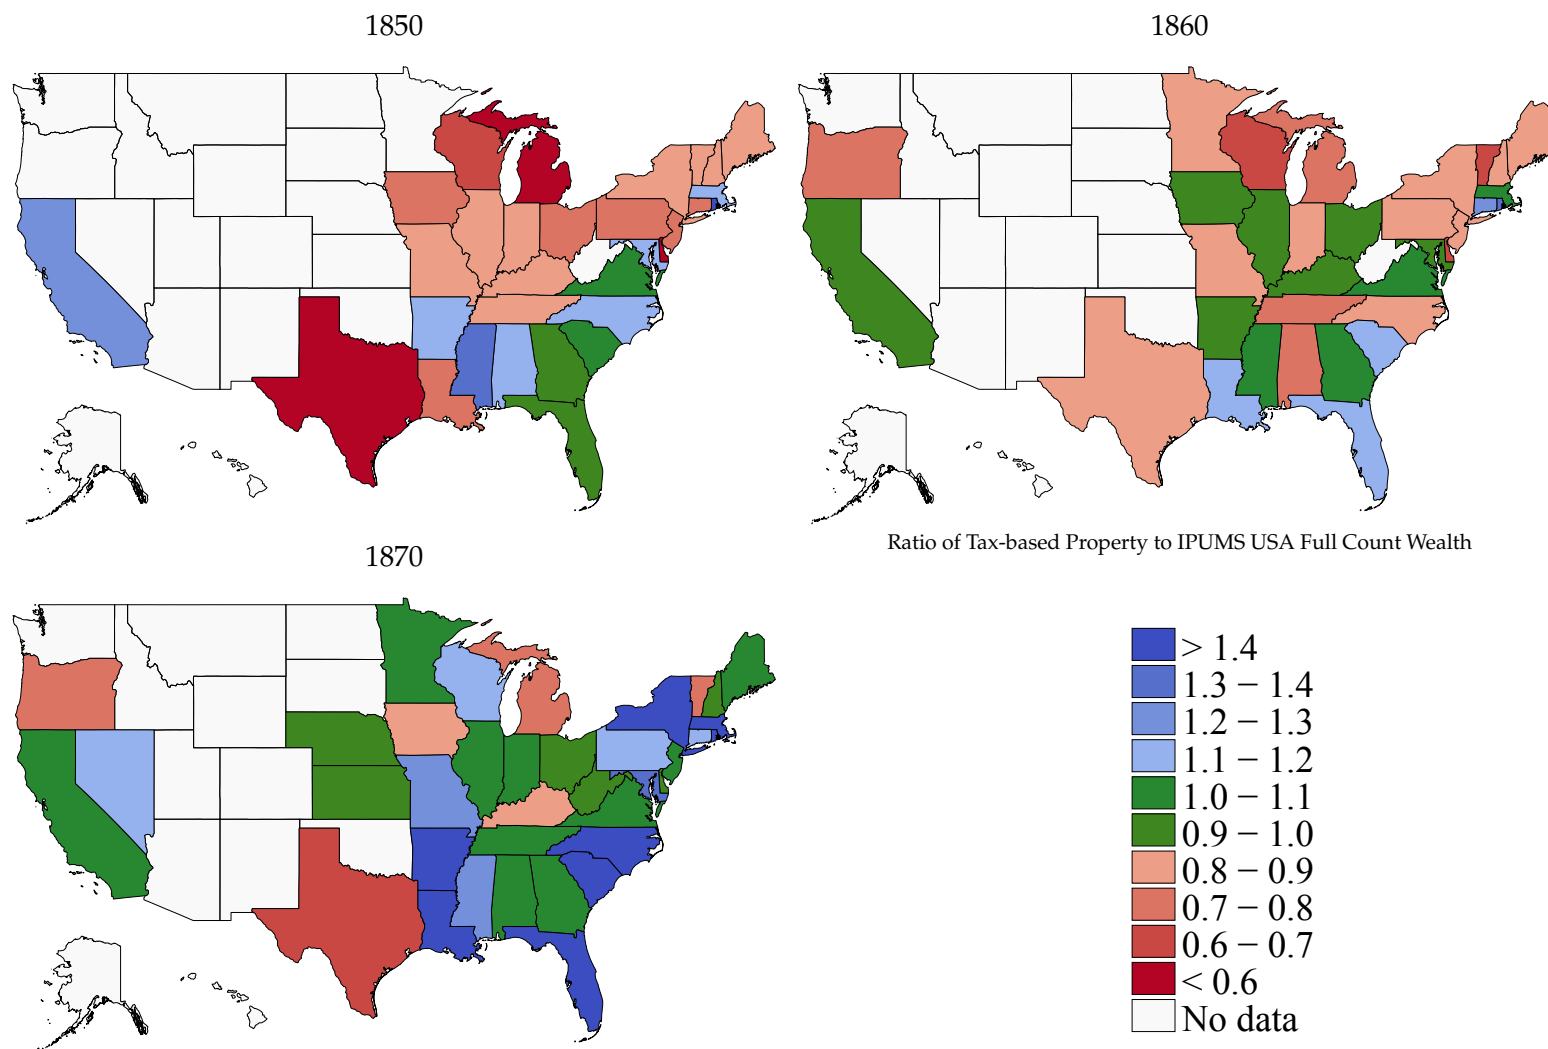 1850
1860
Ratio of Tax-based Property to IPUMS USA Full Count Wealth
1870
> 1.4
1.3 − 1.4
1.2 − 1.3
1.1 − 1.2
1.0 − 1.1
0.9 − 1.0
0.8 − 0.9
0.7 − 0.8
0.6 − 0.7
< 0.6
No data